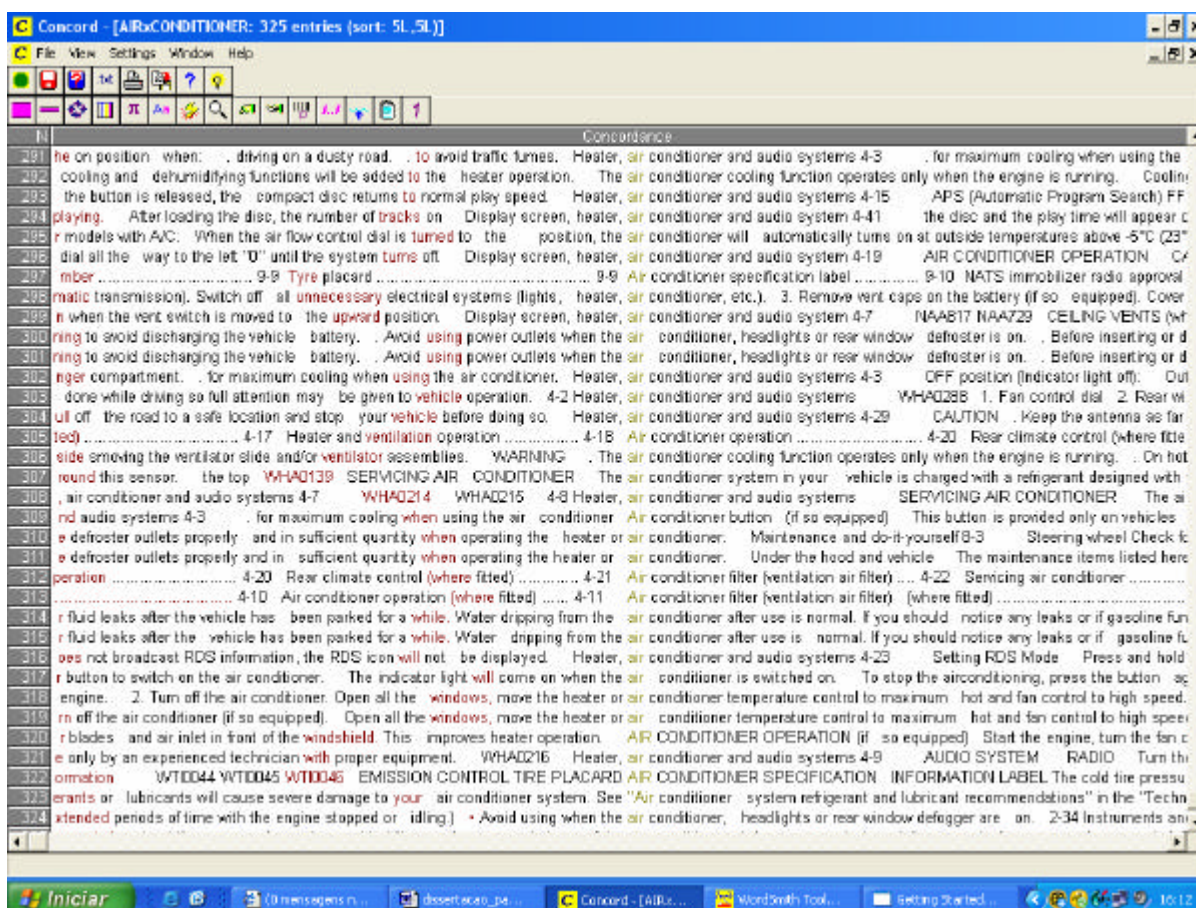 Concord - [AIRxCONDITIONER: 325 entries (sort: 5L,5L)]
File View Settings Window Help
txt
N Concordance
291 he on position when: . driving on a dusty road. . to avoid traffic fumes. Heater, air conditioner and audio systems 4-3 . for maximum cooling when using the
292 cooling and dehumidifying functions will be added to the heater operation. The air conditioner cooling function operates only when the engine is running. Cooling
293 the button is released, the compact disc returns to normal play speed. Heater, air conditioner and audio systems 4-15 APS (Automatic Program Search) FF
294 playing. After loading the disc, the number of tracks on Display screen, heater, air conditioner and audio system 4-41 the disc and the play time will appear c
295 r models with A/C: When the air flow control dial is turned to the position, the air conditioner will automatically turns on at outside temperatures above -5°C (23°
296 dial all the way to the left "0" until the system turns off. Display screen, heater, air conditioner and audio system 4-19 AIR CONDITIONER OPERATION CA
297 mber ........................ 9-9 Tyre placard ........................ 9-9 Air conditioner specification label ............ 9-10 NATS immobilizer radio approval
298 matic transmission). Switch off all unnecessary electrical systems (lights, heater, air conditioner, etc.). 3. Remove vent caps on the battery (if so equipped). Cover
299 n when the vent switch is moved to the upward position. Display screen, heater, air conditioner and audio system 4-7 NAA817 NAA729 CEILING VENTS (wh
300 ring to avoid discharging the vehicle battery. . Avoid using power outlets when the air conditioner, headlights or rear window defroster is on. . Before inserting or d
301 ring to avoid discharging the vehicle battery. . Avoid using power outlets when the air conditioner, headlights or rear window defroster is on. . Before inserting or d
302 nger compartment. . for maximum cooling when using the air conditioner. Heater, air conditioner and audio systems 4-3 OFF position (Indicator light off): Out
303 done while driving so full attention may be given to vehicle operation. 4-2 Heater, air conditioner and audio systems WHA0288 1. Fan control dial 2. Rear wi
304 ull off the road to a safe location and stop your vehicle before doing so. Heater, air conditioner and audio systems 4-29 CAUTION . Keep the antenna as far
305 ted) ............................ 4-17 Heater and ventilation operation ............ 4-18 Air conditioner operation ........................ 4-20 Rear climate control (where fitte
306 side smoving the ventilator slide and/or ventilator assemblies. WARNING . The air conditioner cooling function operates only when the engine is running. . On hot
307 round this sensor. the top WHA0139 SERVICING AIR CONDITIONER The air conditioner system in your vehicle is charged with a refrigerant designed with
308 , air conditioner and audio systems 4-7 WHA0214 WHA0215 4-8 Heater, air conditioner and audio systems SERVICING AIR CONDITIONER The ai
309 nd audio systems 4-3 . for maximum cooling when using the air conditioner Air conditioner button (if so equipped) This button is provided only on vehicles
310 e defroster outlets properly and in sufficient quantity when operating the heater or air conditioner. Maintenance and do-it-yourself 8-3 Steering wheel Check fo
311 e defroster outlets properly and in sufficient quantity when operating the heater or air conditioner. Under the hood and vehicle The maintenance items listed here
312 peration ........................ 4-20 Rear climate control (where fitted) ............ 4-21 Air conditioner filter (ventilation air filter) .... 4-22 Servicing air conditioner ............
313 ............................ 4-10 Air conditioner operation (where fitted) ...... 4-11 Air conditioner filter (ventilation air filter) (where fitted) ........................
314 r fluid leaks after the vehicle has been parked for a while. Water dripping from the air conditioner after use is normal. If you should notice any leaks or if gasoline fun
315 r fluid leaks after the vehicle has been parked for a while. Water dripping from the air conditioner after use is normal. If you should notice any leaks or if gasoline fu
316 oes not broadcast RDS information, the RDS icon will not be displayed. Heater, air conditioner and audio systems 4-23 Setting RDS Mode Press and hold
317 r button to switch on the air conditioner. The indicator light will come on when the air conditioner is switched on. To stop the airconditioning, press the button ag
318 engine. 2. Turn off the air conditioner. Open all the windows, move the heater or air conditioner temperature control to maximum hot and fan control to high speed.
319 rn off the air conditioner (if so equipped). Open all the windows, move the heater or air conditioner temperature control to maximum hot and fan control to high speed
320 r blades and air inlet in front of the windshield. This improves heater operation. AIR CONDITIONER OPERATION (if so equipped) Start the engine, turn the fan c
321 e only by an experienced technician with proper equipment. WHA0216 Heater, air conditioner and audio systems 4-9 AUDIO SYSTEM RADIO Turn the
322 ormation WTI0044 WTI0045 WTI0046 EMISSION CONTROL TIRE PLACARD AIR CONDITIONER SPECIFICATION INFORMATION LABEL The cold tire pressu
323 erants or lubricants will cause severe damage to your air conditioner system. See "Air conditioner system refrigerant and lubricant recommendations" in the "Techn
324 xtended periods of time with the engine stopped or idling.) • Avoid using when the air conditioner, headlights or rear window defogger are on. 2-34 Instruments an
Iniciar (0 mensagens n... dissertacao_pa... Concord - [AIRx... WordSmith Tool... Getting Started... 16:12